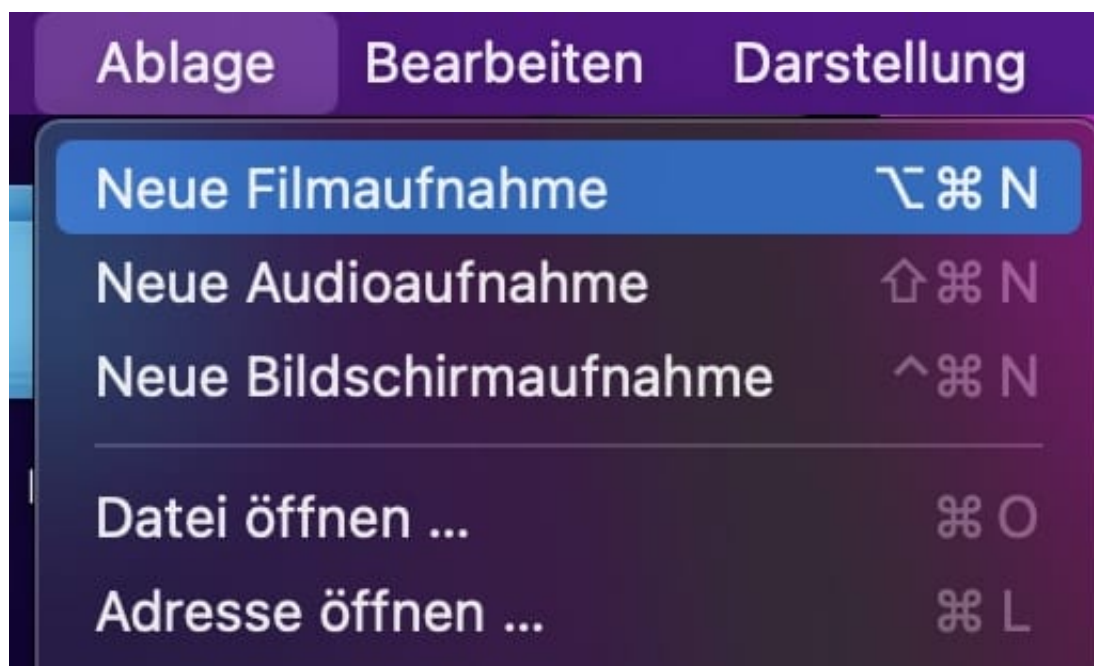 Ablage Bearbeiten Darstellung
Neue Filmaufnahme ⌥⌘N
Neue Audioaufnahme ⇧⌘N
Neue Bildschirmaufnahme ^⌘N
Datei öffnen ... ⌘O
Adresse öffnen ... ⌘L